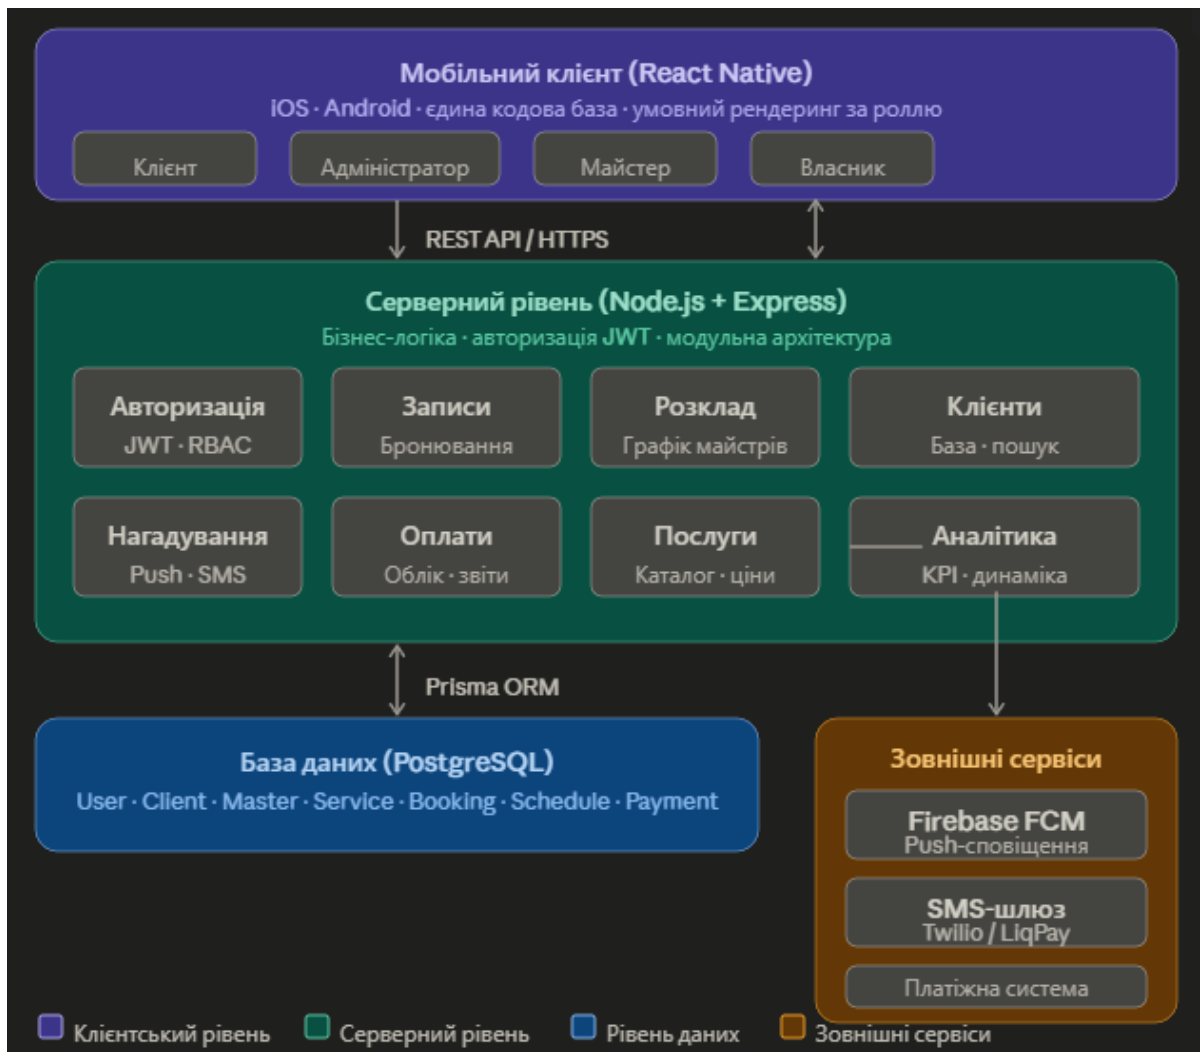 Мобільний клієнт (React Native)
iOS · Android · єдина кодова база · умовний рендеринг за роллю
Клієнт
Адміністратор
Майстер
Власник
REST API / HTTPS
Серверний рівень (Node.js + Express)
Бізнес-логіка · авторизація JWT · модульна архітектура
Авторизація
JWT · RBAC
Записи
Бронювання
Розклад
Графік майстрів
Клієнти
База · пошук
Нагадування
Push · SMS
Оплати
Облік · звіти
Послуги
Каталог · ціни
Аналітика
KPI · динаміка
Prisma ORM
База даних (PostgreSQL)
User · Client · Master · Service · Booking · Schedule · Payment
Зовнішні сервіси
Firebase FCM
Push-сповіщення
SMS-шлюз
Twilio / LiqPay
Платіжна система
Клієнтський рівень
Серверний рівень
Рівень даних
Зовнішні сервіси